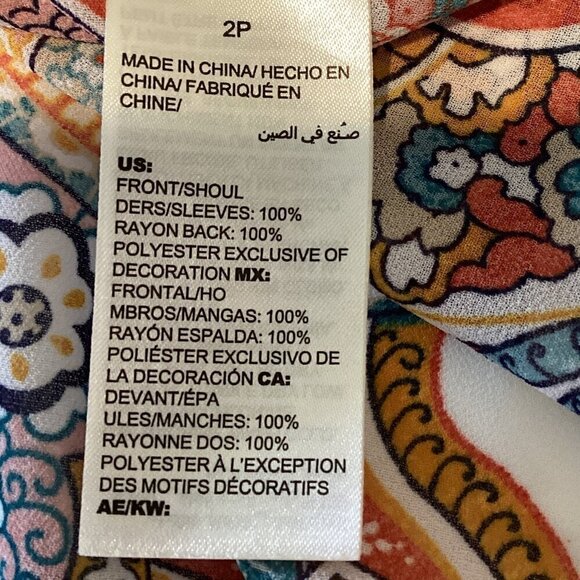 2P
MADE IN CHINA/ HECHO EN
CHINA/ FABRIQUÉ EN
CHINE/
صنع في الصين
US:
FRONT/SHOUL
DERS/SLEEVES: 100%
RAYON BACK: 100%
POLYESTER EXCLUSIVE OF
DECORATION MX:
FRONTAL/HO
MBROS/MANGAS: 100%
RAYÓN ESPALDA: 100%
POLIÉSTER EXCLUSIVO DE
LA DECORACIÓN CA:
DEVANT/ÉPA
ULES/MANCHES: 100%
RAYONNE DOS: 100%
POLYESTER À L'EXCEPTION
DES MOTIFS DÉCORATIFS
AE/KW: